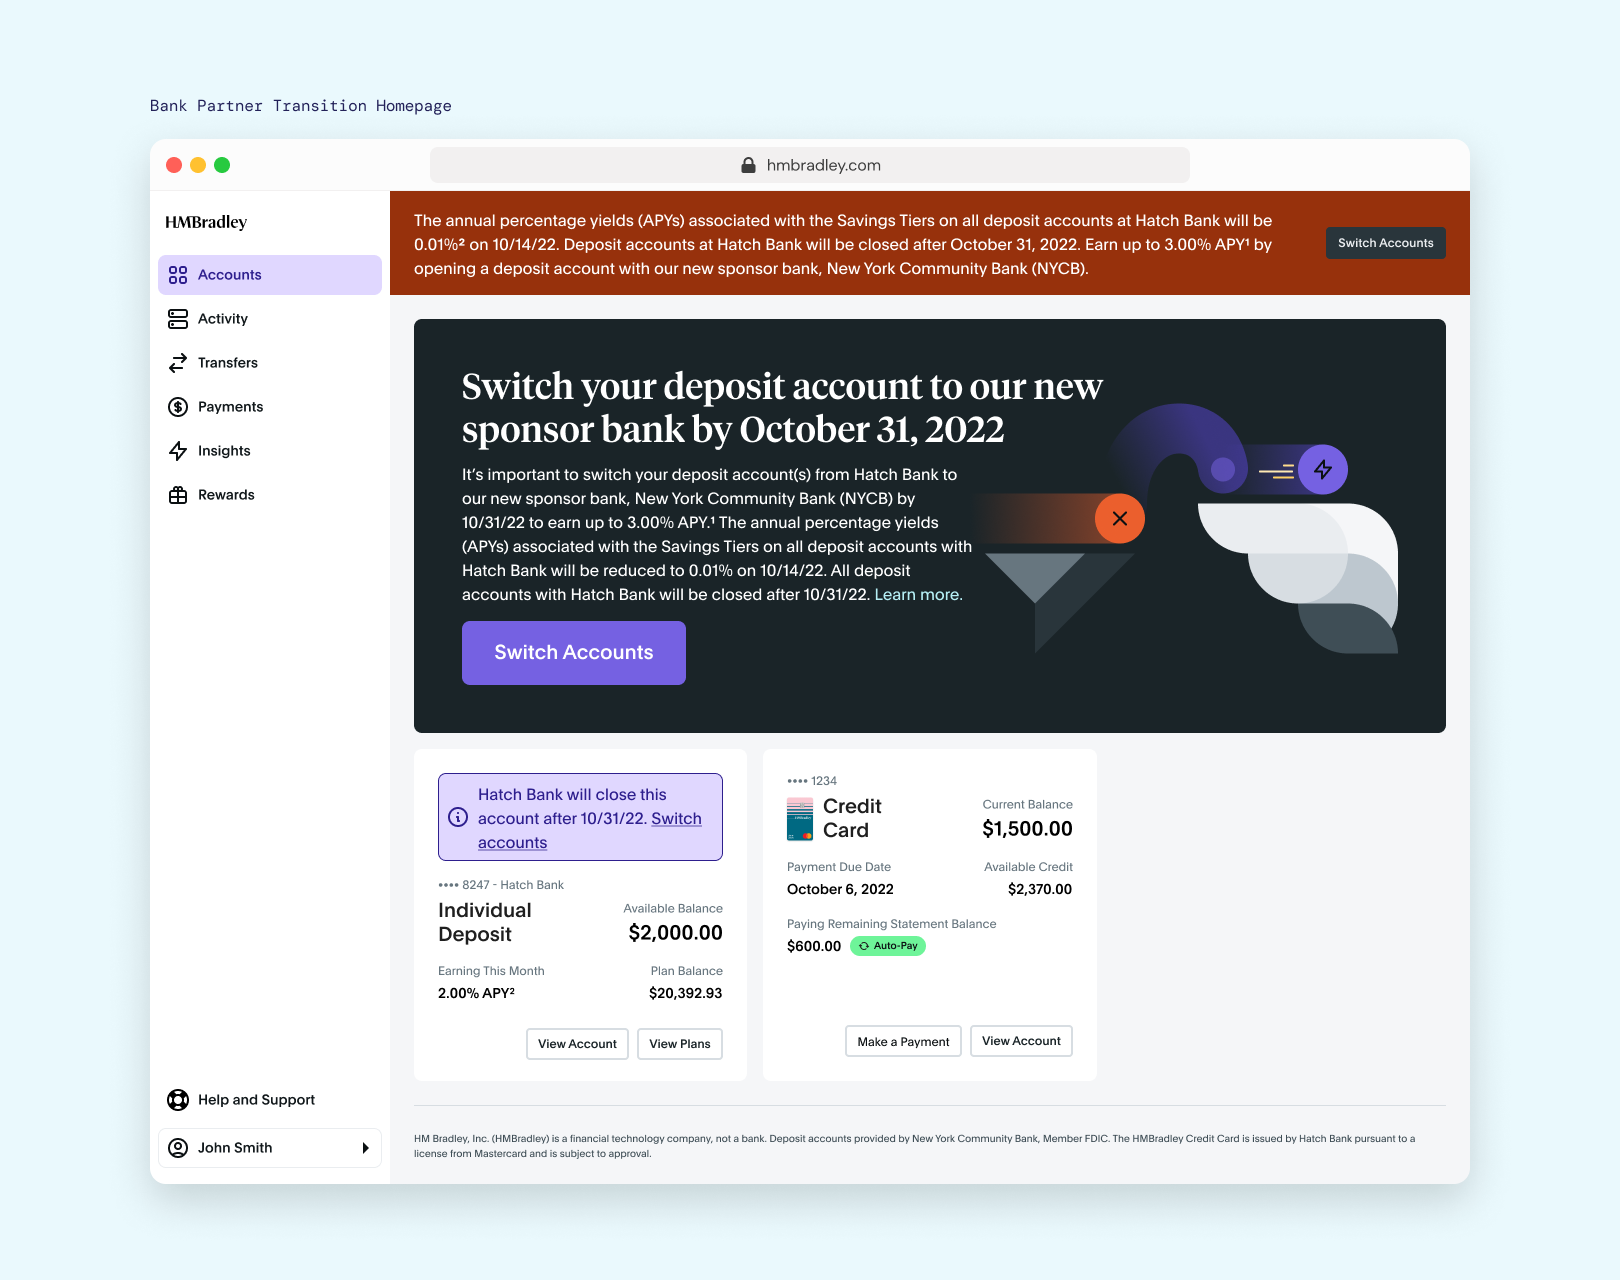 Bank Partner Transition Homepage
hmbradley.com
HMBradley
Accounts
Activity
Transfers
Payments
Insights
Rewards
Help and Support
John Smith
The annual percentage yields (APYs) associated with the Savings Tiers on all deposit accounts at Hatch Bank will be
0.01%² on 10/14/22. Deposit accounts at Hatch Bank will be closed after October 31, 2022. Earn up to 3.00% APY¹ by
opening a deposit account with our new sponsor bank, New York Community Bank (NYCB).
Switch Accounts
Switch your deposit account to our new
sponsor bank by October 31, 2022
It’s important to switch your deposit account(s) from Hatch Bank to
our new sponsor bank, New York Community Bank (NYCB) by
10/31/22 to earn up to 3.00% APY.¹ The annual percentage yields
(APYs) associated with the Savings Tiers on all deposit accounts with
Hatch Bank will be reduced to 0.01% on 10/14/22. All deposit
accounts with Hatch Bank will be closed after 10/31/22. Learn more.
Switch Accounts
Hatch Bank will close this
account after 10/31/22. Switch
accounts
•••• 8247 - Hatch Bank
Individual
Deposit
Available Balance
$2,000.00
Earning This Month
2.00% APY²
Plan Balance
$20,392.93
View Account
View Plans
•••• 1234
Credit
Card
Current Balance
$1,500.00
Payment Due Date
October 6, 2022
Available Credit
$2,370.00
Paying Remaining Statement Balance
$600.00
Auto-Pay
Make a Payment
View Account
HM Bradley, Inc. (HMBradley) is a financial technology company, not a bank. Deposit accounts provided by New York Community Bank, Member FDIC. The HMBradley Credit Card is issued by Hatch Bank pursuant to a
license from Mastercard and is subject to approval.